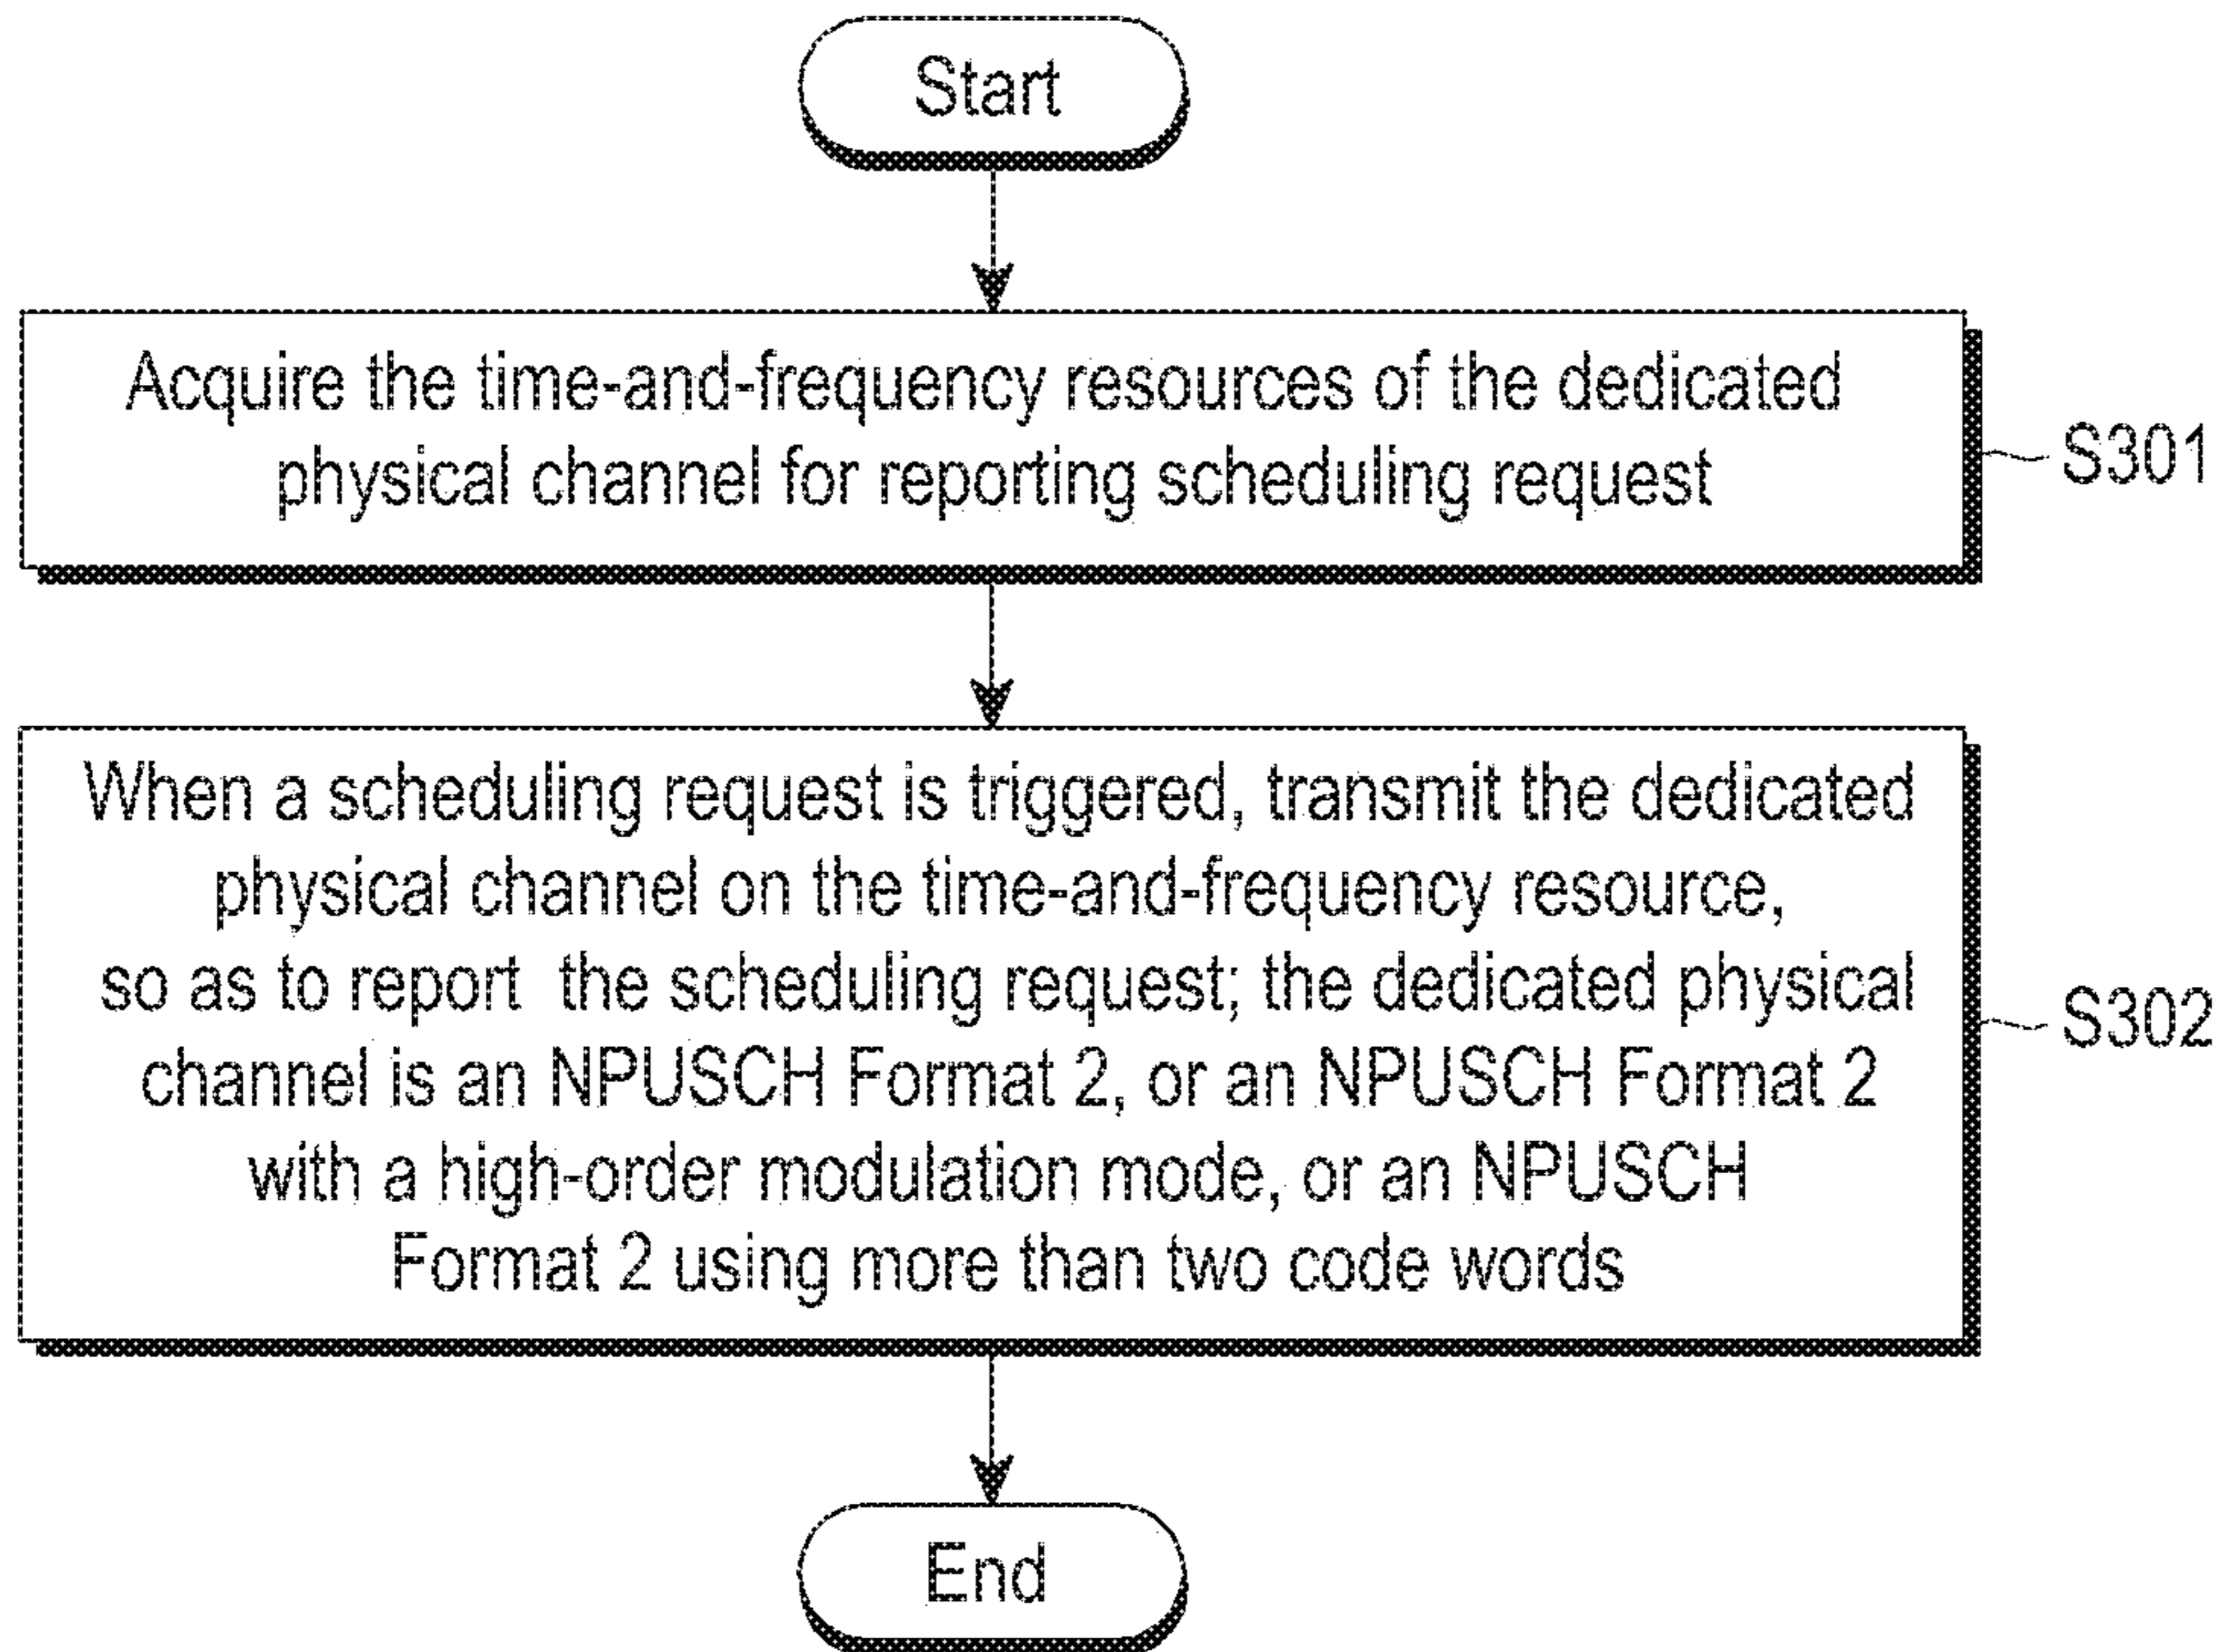 Start
Acquire the time-and-frequency resources of the dedicated
physical channel for reporting scheduling request
S301
When a scheduling request is triggered, transmit the dedicated
physical channel on the time-and-frequency resource,
so as to report the scheduling request; the dedicated physical
channel is an NPUSCH Format 2, or an NPUSCH Format 2
with a high-order modulation mode, or an NPUSCH
Format 2 using more than two code words
S302
End